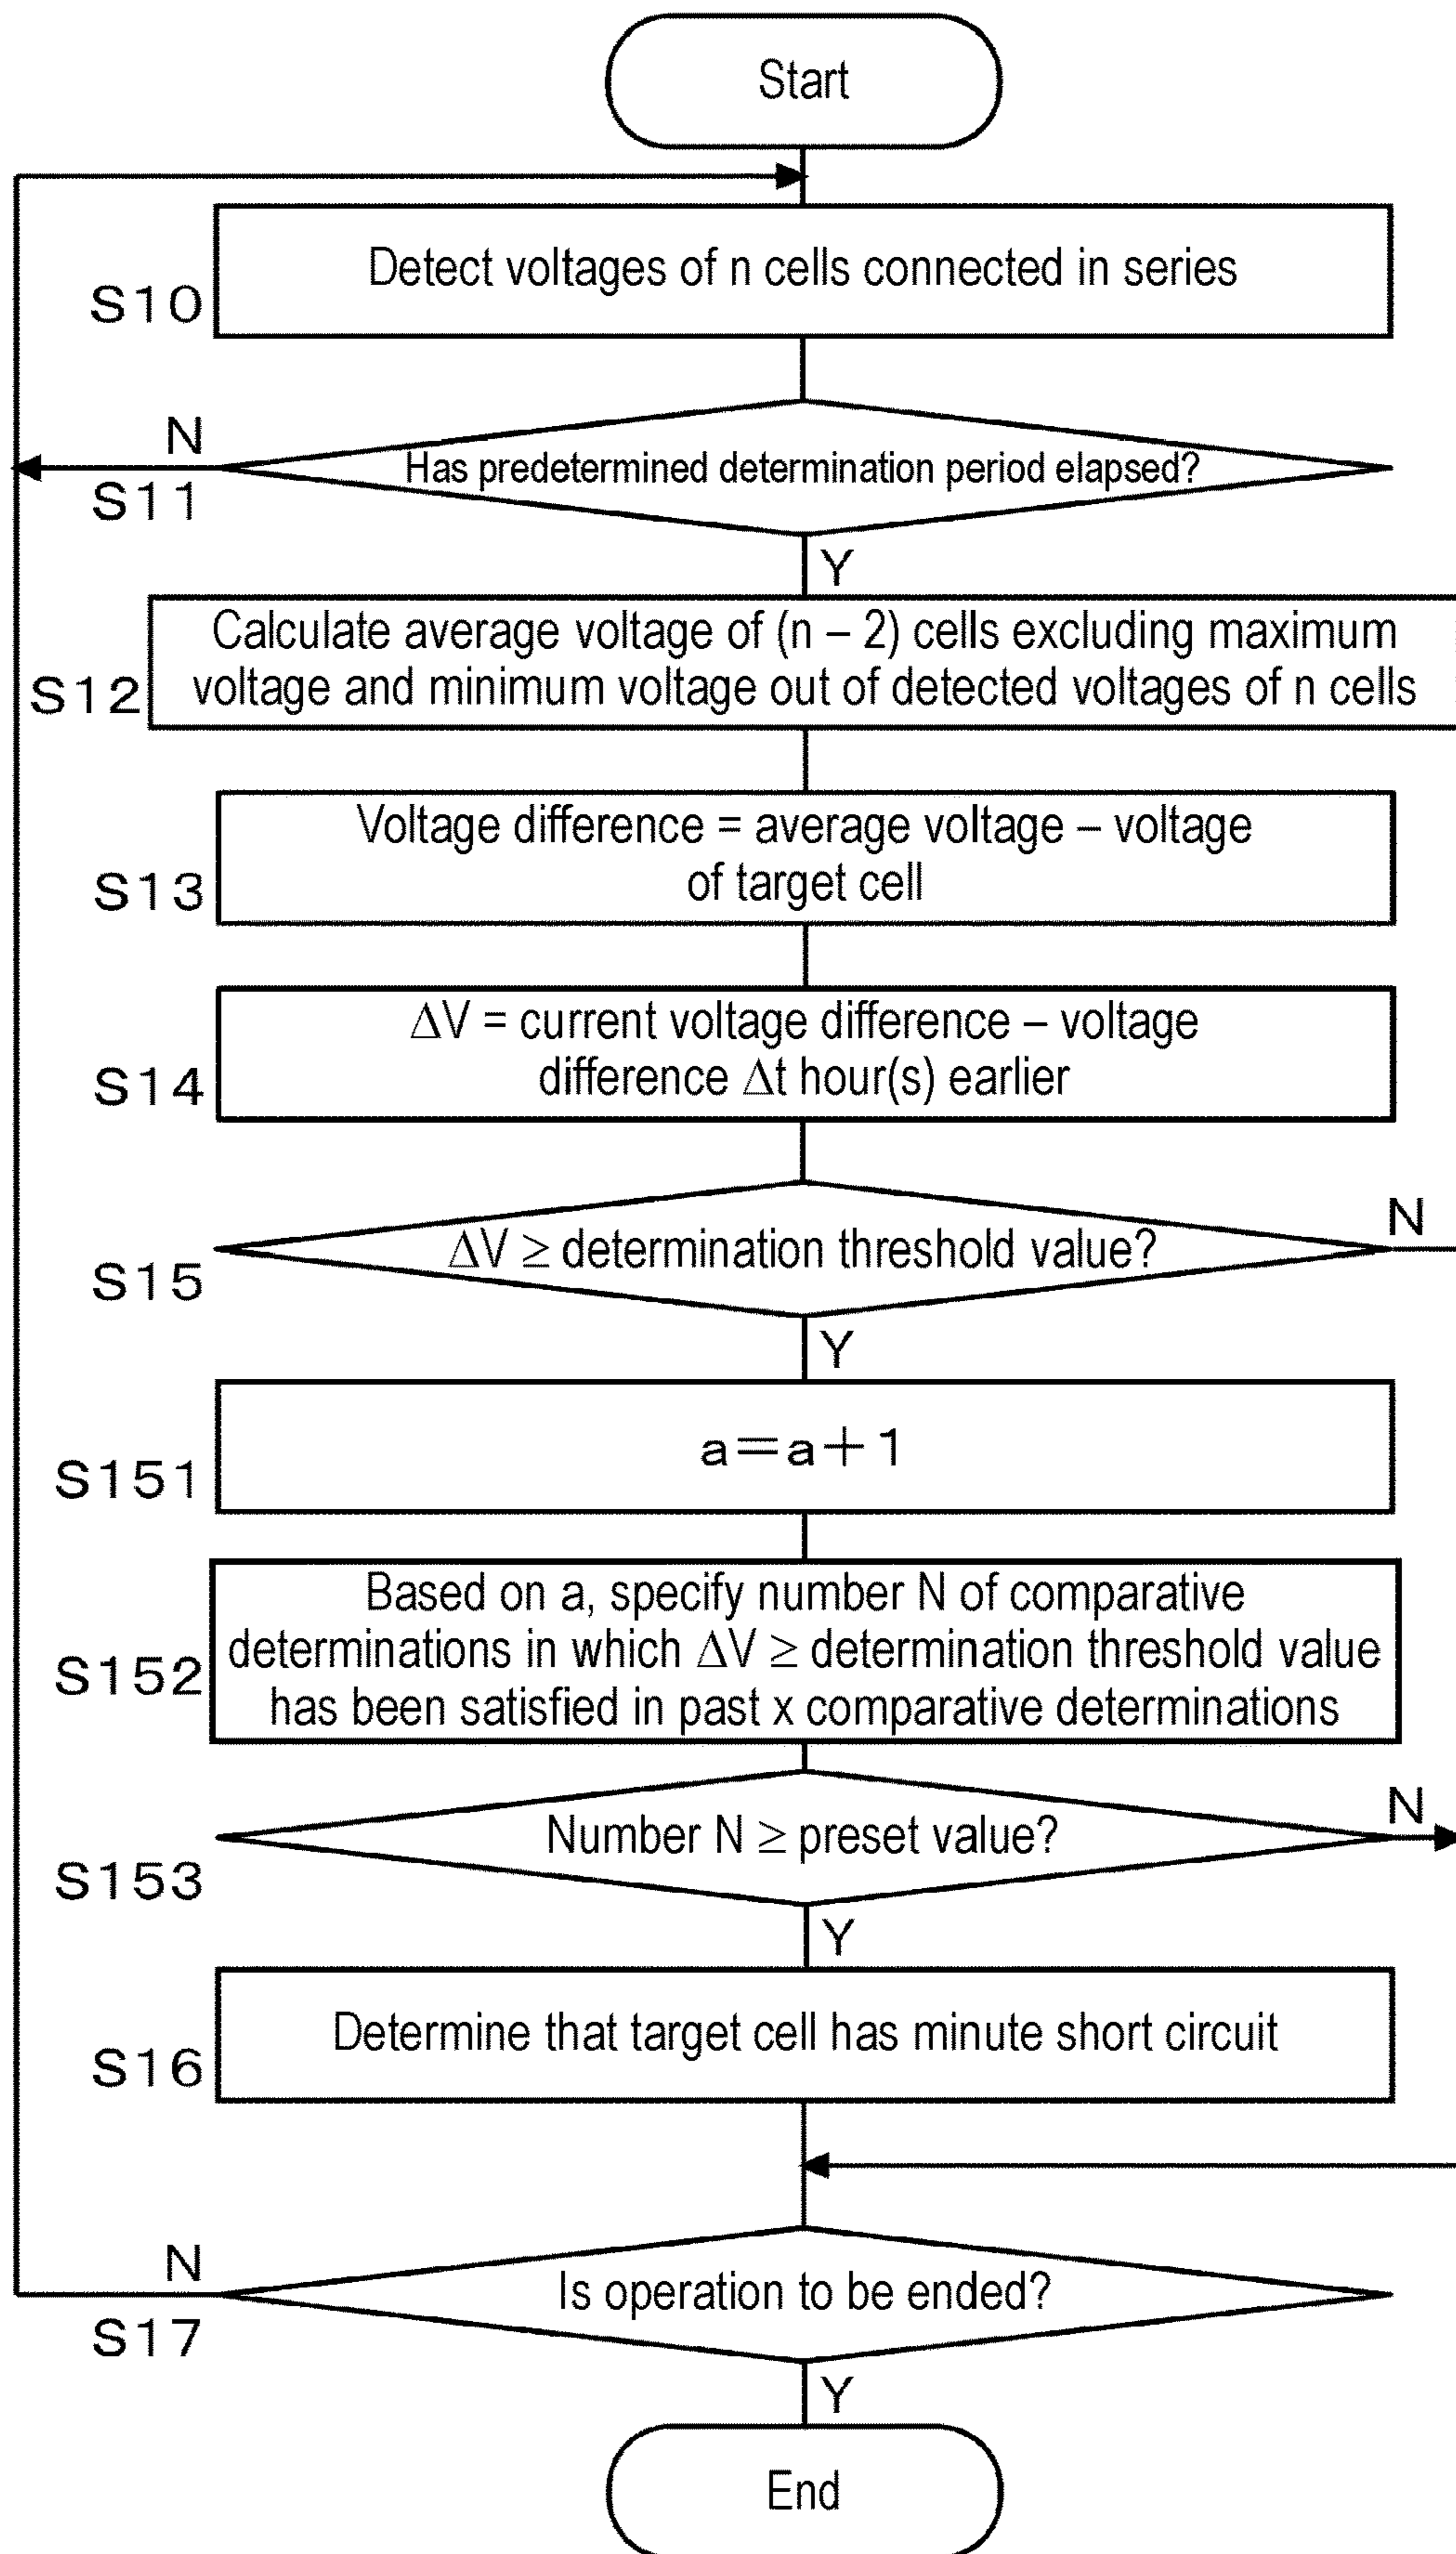 Start
Detect voltages of n cells connected in series
S10
N
Has predetermined determination period elapsed?
S11
Y
Calculate average voltage of (n – 2) cells excluding maximum
voltage and minimum voltage out of detected voltages of n cells
S12
Voltage difference = average voltage – voltage
of target cell
S13
ΔV = current voltage difference – voltage
difference Δt hour(s) earlier
S14
N
ΔV ≥ determination threshold value?
S15
Y
a=a+1
S151
Based on a, specify number N of comparative
determinations in which ΔV ≥ determination threshold value
has been satisfied in past x comparative determinations
S152
N
Number N ≥ preset value?
S153
Y
Determine that target cell has minute short circuit
S16
N
Is operation to be ended?
S17
Y
End